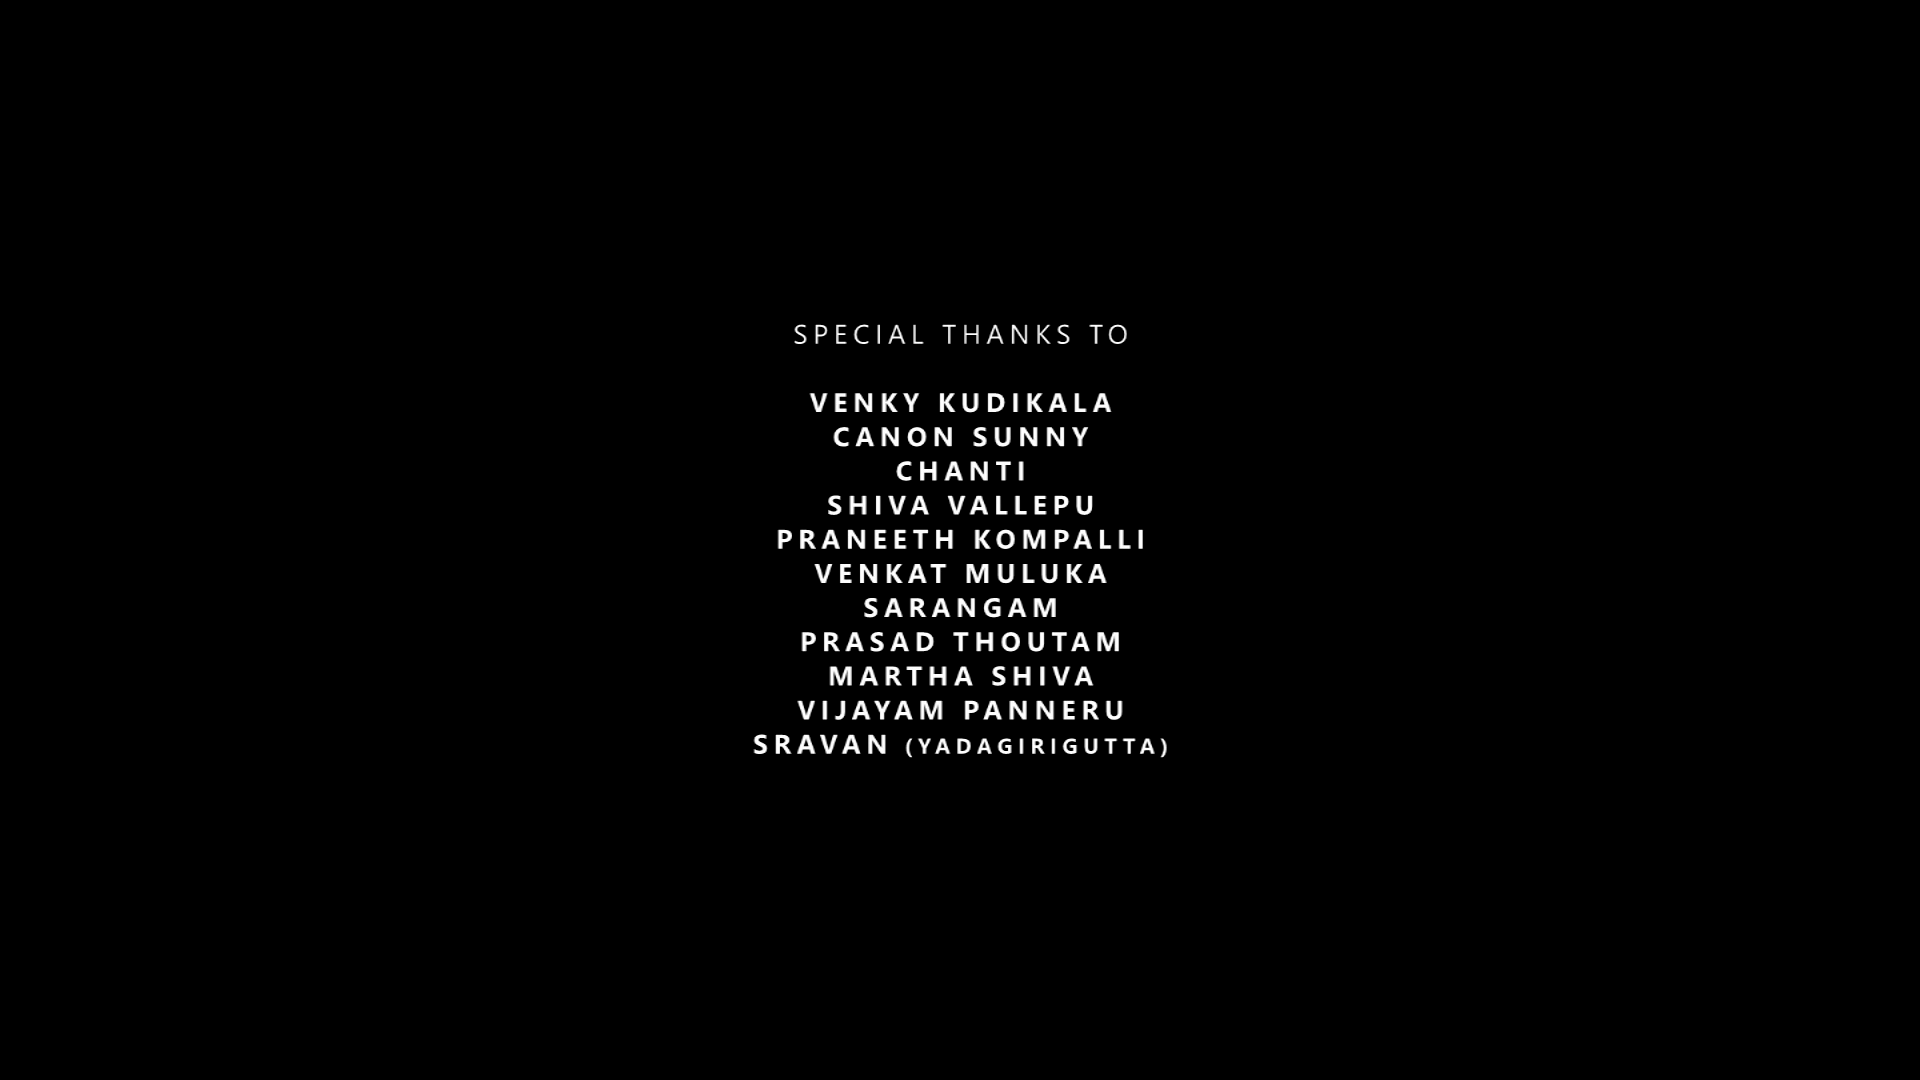 SPECIAL THANKS TO
VENKY KUDIKALA
CANON SUNNY
CHANTI
SHIVA VALLEPU
PRANEETH KOMPALLI
VENKAT MULUKA
SARANGAM
PRASAD THOUTAM
MARTHA SHIVA
VIJAYAM PANNERU
SRAVAN (YADAGIRIGUTTA)